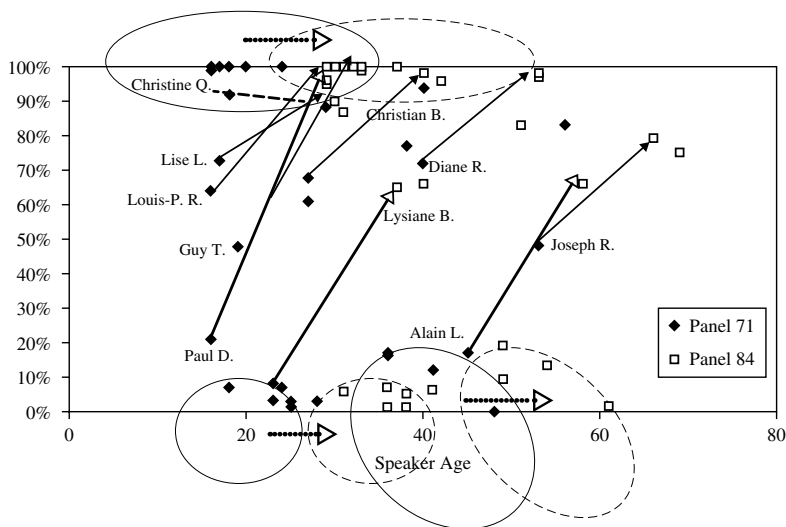 100%
90%
80%
70%
60%
50%
40%
30%
20%
10%
0%
Christine Q.
Christian B.
Lise L.
Diane R.
Louis-P. R.
Lysiane B.
Guy T.
Joseph R.
Alain L.
Paul D.
Panel 71
Panel 84
0 20 40 60 80
Speaker Age